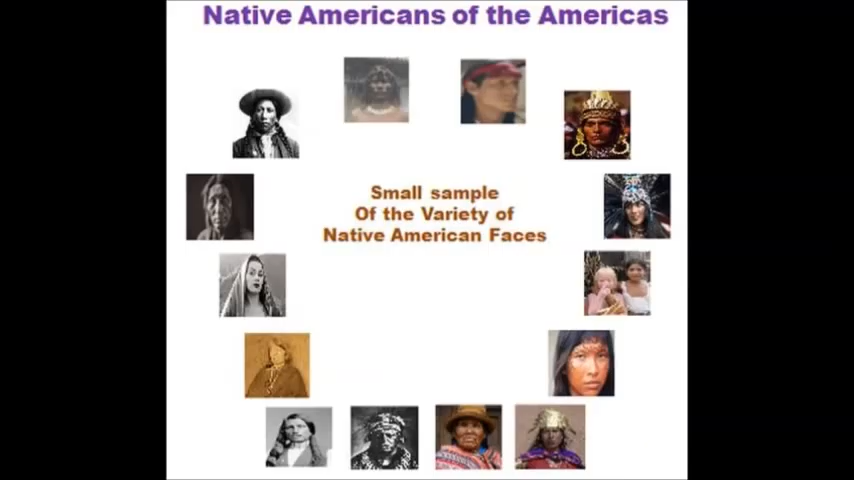 Native Americans of the Americas
Small sample
Of the Variety of
Native American Faces